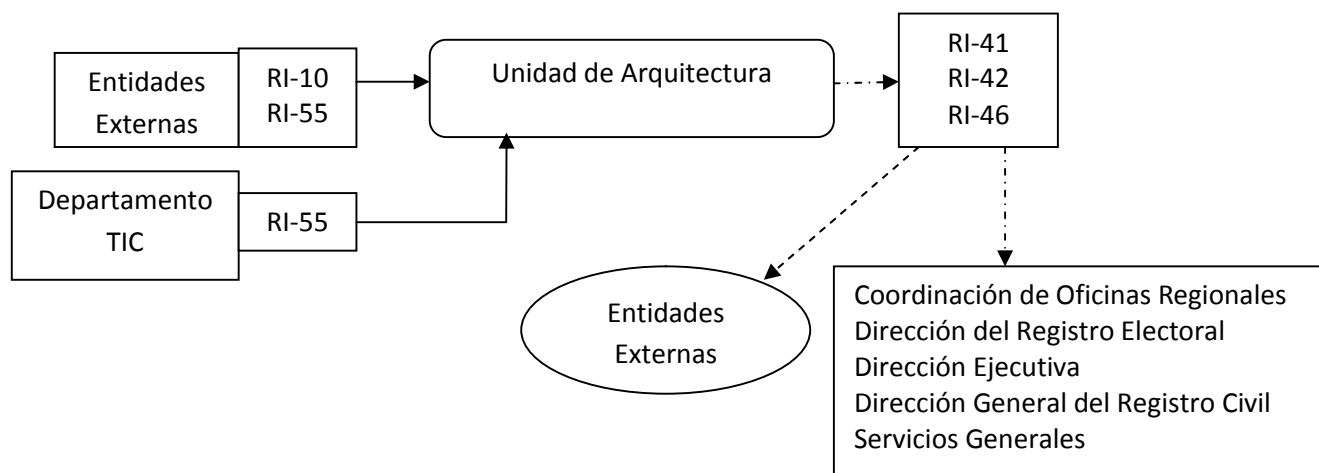 Entidades
Externas
RI-10
RI-55
Unidad de Arquitectura
RI-41
RI-42
RI-46
Departamento
TIC
RI-55
Entidades
Externas
Coordinación de Oficinas Regionales
Dirección del Registro Electoral
Dirección Ejecutiva
Dirección General del Registro Civil
Servicios Generales